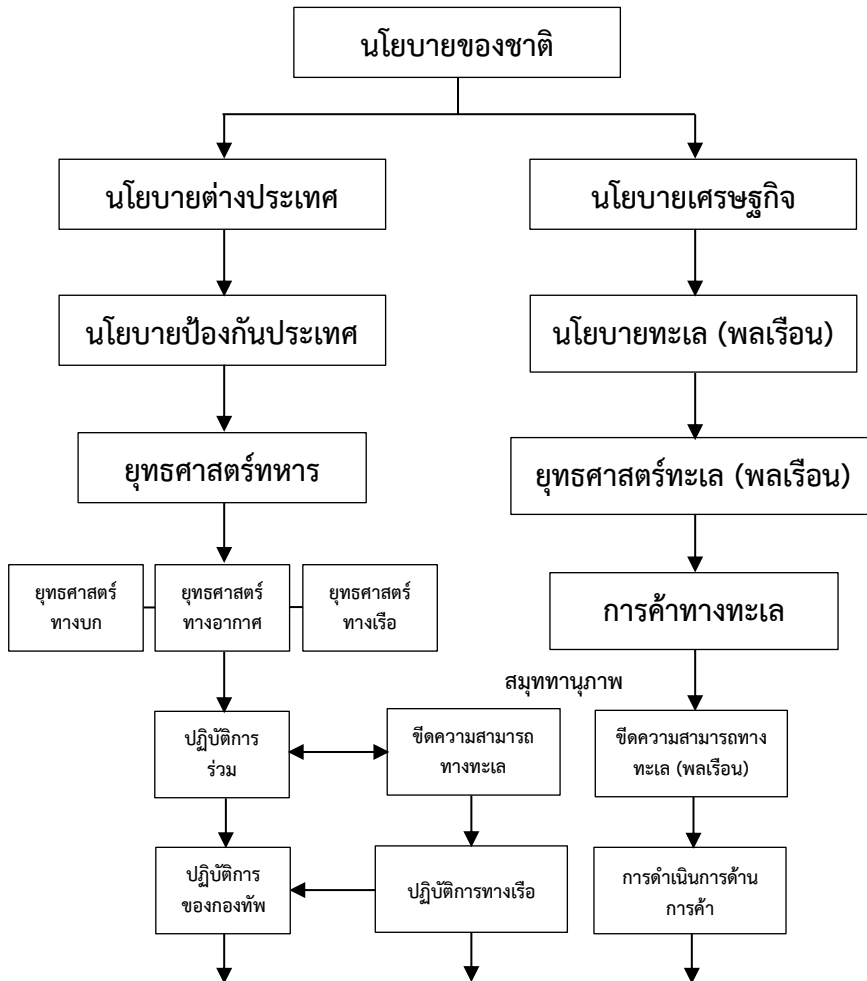 นโยบายของชาติ
นโยบายต่างประเทศ
นโยบายเศรษฐกิจ
นโยบายป้องกันประเทศ
นโยบายทะเล (พลเรือน)
ยุทธศาสตร์ทหาร
ยุทธศาสตร์ทะเล (พลเรือน)
ยุทธศาสตร์
ทางบก
ยุทธศาสตร์
ทางอากาศ
ยุทธศาสตร์
ทางเรือ
การค้าทางทะเล
สมุททานุภาพ
ปฏิบัติการ
ร่วม
ขีดความสามารถ
ทางทะเล
ขีดความสามารถทาง
ทะเล (พลเรือน)
ปฏิบัติการ
ของกองทัพ
ปฏิบัติการทางเรือ
การดำเนินการด้าน
การค้า